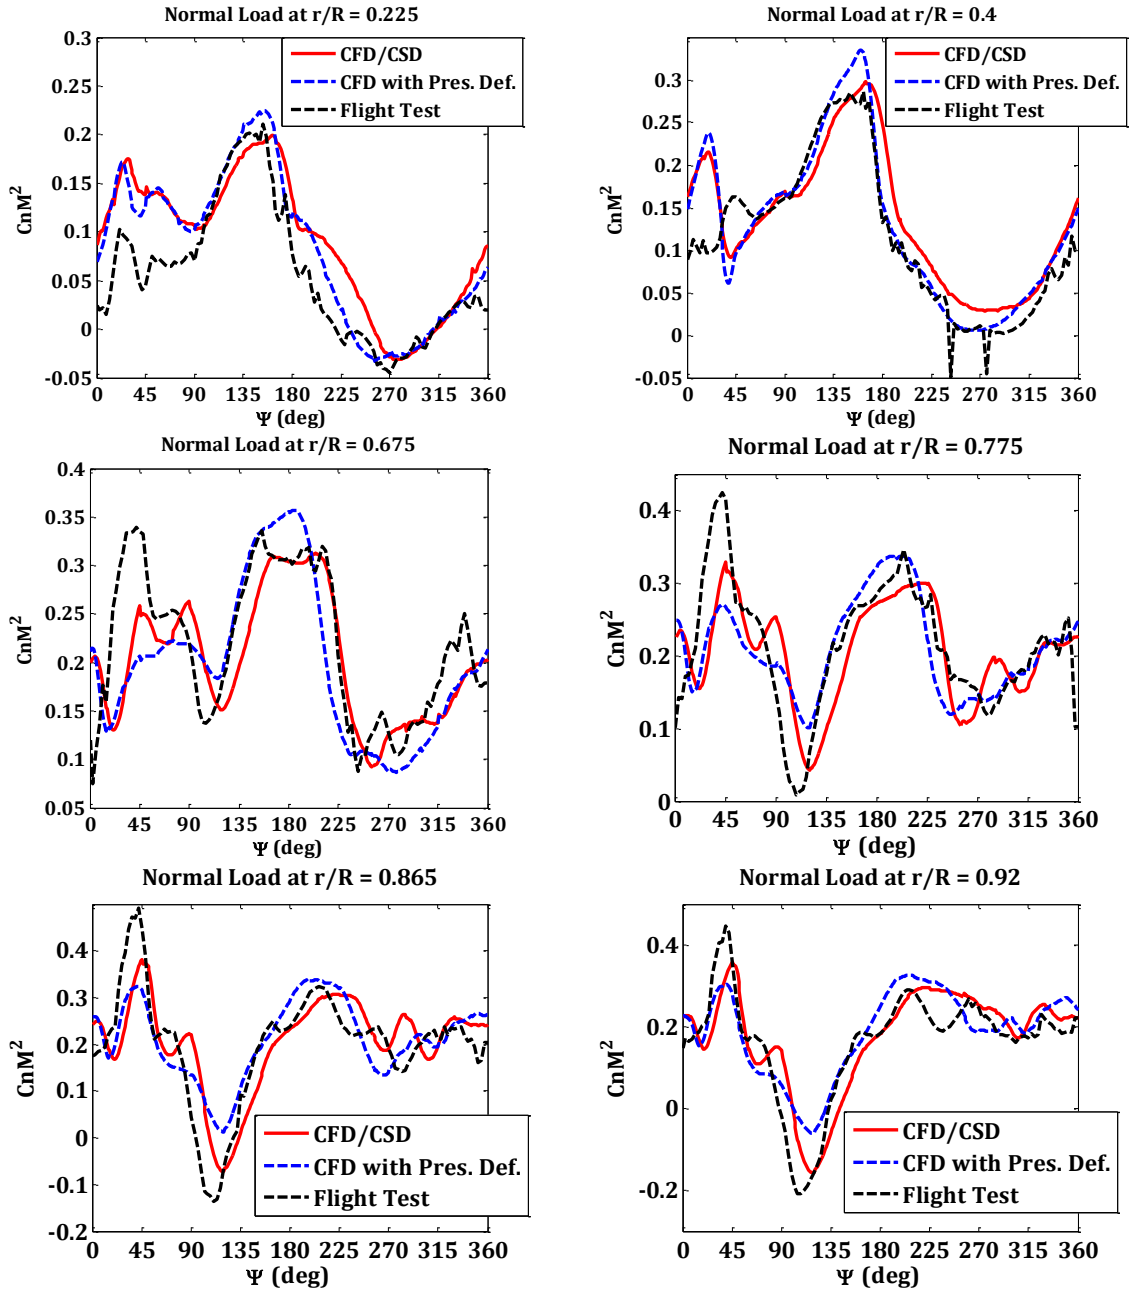 Normal Load at r/R = 0.225
0.3
0.25
0.2
0.15
0.1
0.05
0
-0.05
CnM²
0 45 90 135 180 225 270 315 360
Ψ (deg)
CFD/CSD
CFD with Pres. Def.
Flight Test
Normal Load at r/R = 0.4
0.3
0.25
0.2
0.15
0.1
0.05
0
-0.05
CnM²
0 45 90 135 180 225 270 315 360
Ψ (deg)
CFD/CSD
CFD with Pres. Def.
Flight Test
Normal Load at r/R = 0.675
0.4
0.35
0.3
0.25
0.2
0.15
0.1
0.05
CnM²
0 45 90 135 180 225 270 315 360
Ψ (deg)
Normal Load at r/R = 0.775
0.4
0.3
0.2
0.1
0
CnM²
0 45 90 135 180 225 270 315 360
Ψ (deg)
Normal Load at r/R = 0.865
0.4
0.3
0.2
0.1
0
-0.1
-0.2
CnM²
0 45 90 135 180 225 270 315 360
Ψ (deg)
CFD/CSD
CFD with Pres. Def.
Flight Test
Normal Load at r/R = 0.92
0.4
0.2
0
-0.2
CnM²
0 45 90 135 180 225 270 315 360
Ψ (deg)
CFD/CSD
CFD with Pres. Def.
Flight Test